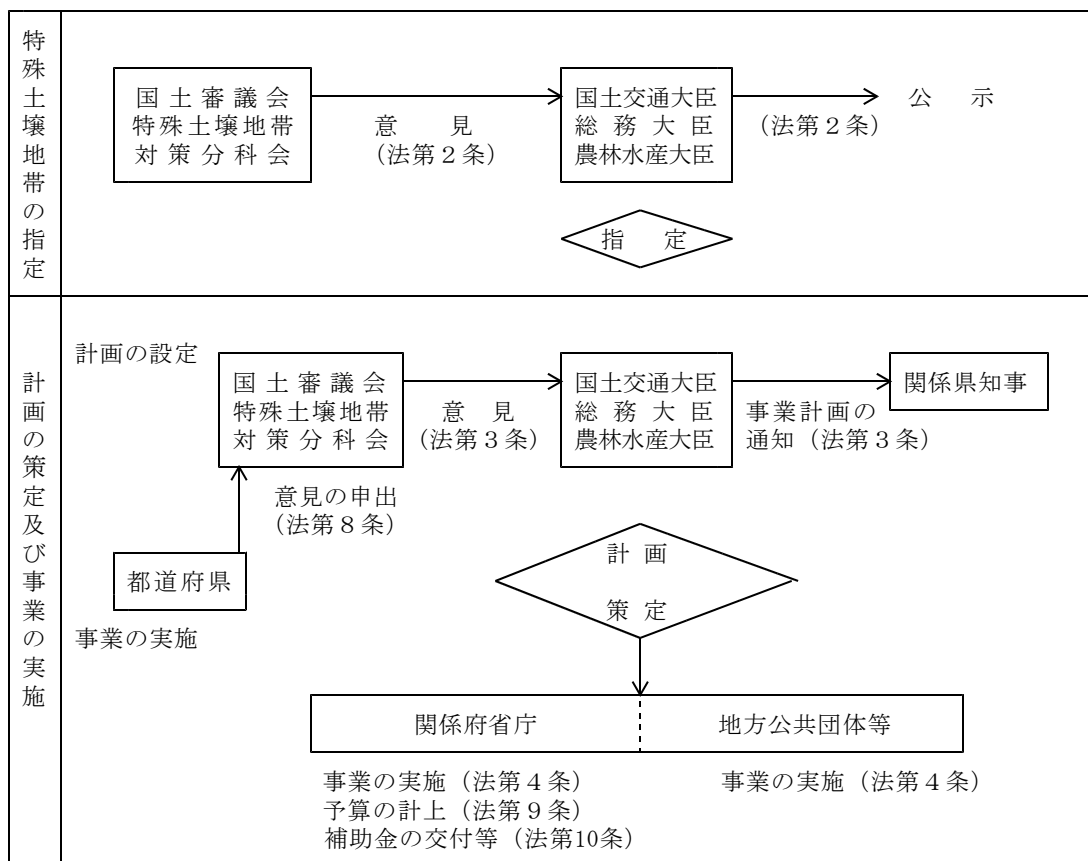 特殊土壌地帯の指定
国土審議会
特殊土壌地帯
対策分科会
意見
（法第２条）
国土交通大臣
総務大臣
農林水産大臣
（法第２条）
公示
指定
計画の策定及び事業の実施
計画の設定
国土審議会
特殊土壌地帯
対策分科会
意見
（法第３条）
国土交通大臣
総務大臣
農林水産大臣
事業計画の
通知（法第３条）
関係県知事
意見の申出
（法第８条）
都道府県
事業の実施
計画
策定
関係府省庁
地方公共団体等
事業の実施（法第４条）
予算の計上（法第９条）
補助金の交付等（法第10条）
事業の実施（法第４条）